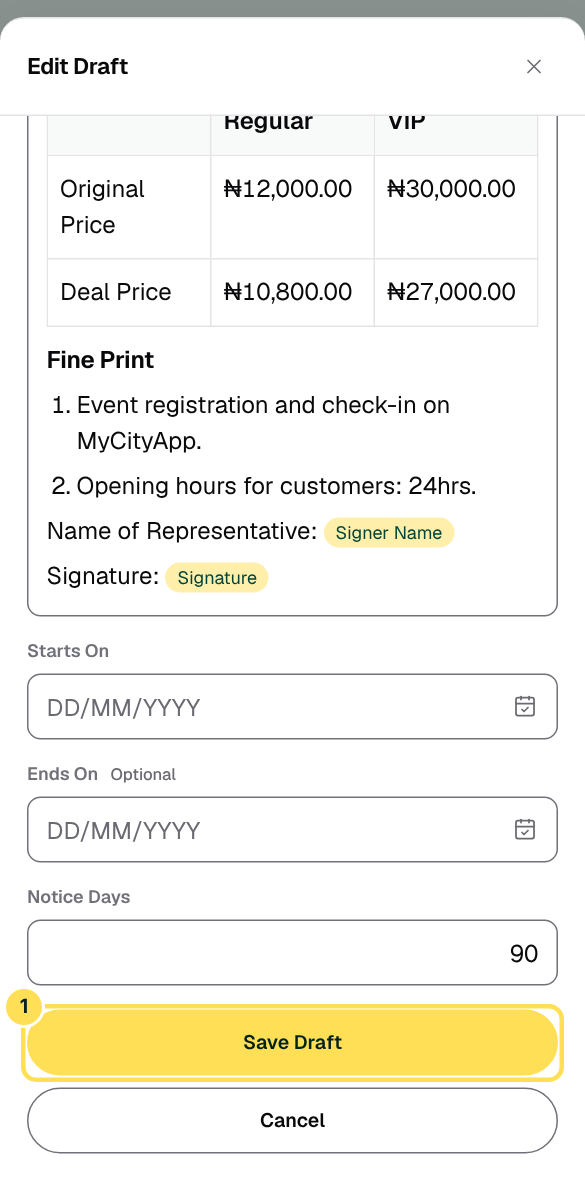 Edit Draft
Regular VIP
Original Price ₦12,000.00 ₦30,000.00
Deal Price ₦10,800.00 ₦27,000.00
Fine Print
1. Event registration and check-in on
MyCityApp.
2. Opening hours for customers: 24hrs.
Name of Representative: Signer Name
Signature: Signature
Starts On
DD/MM/YYYY
Ends On Optional
DD/MM/YYYY
Notice Days
90
1
Save Draft
Cancel